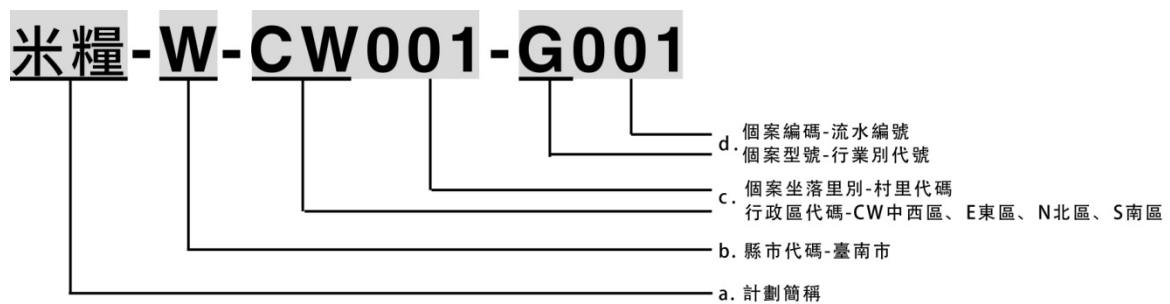 米糧-W-CW001-G001
d. 個案編碼-流水編號
個案型號-行業別代號
c. 個案坐落里別-村里代碼
行政區代碼-CW中西區、E東區、N北區、S南區
b. 縣市代碼-臺南市
a. 計劃簡稱